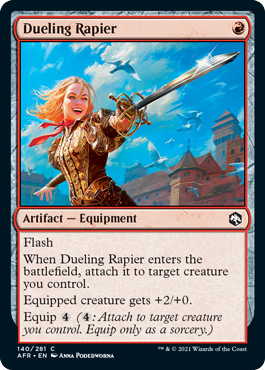 Dueling Rapier
Artifact — Equipment
Flash
When Dueling Rapier enters the
battlefield, attach it to target creature
you control.
Equipped creature gets +2/+0.
Equip 4 (4: Attach to target creature
you control. Equip only as a sorcery.)
140/281 C
AFR • EN Anna Podedworna
™ & © 2021 Wizards of the Coast